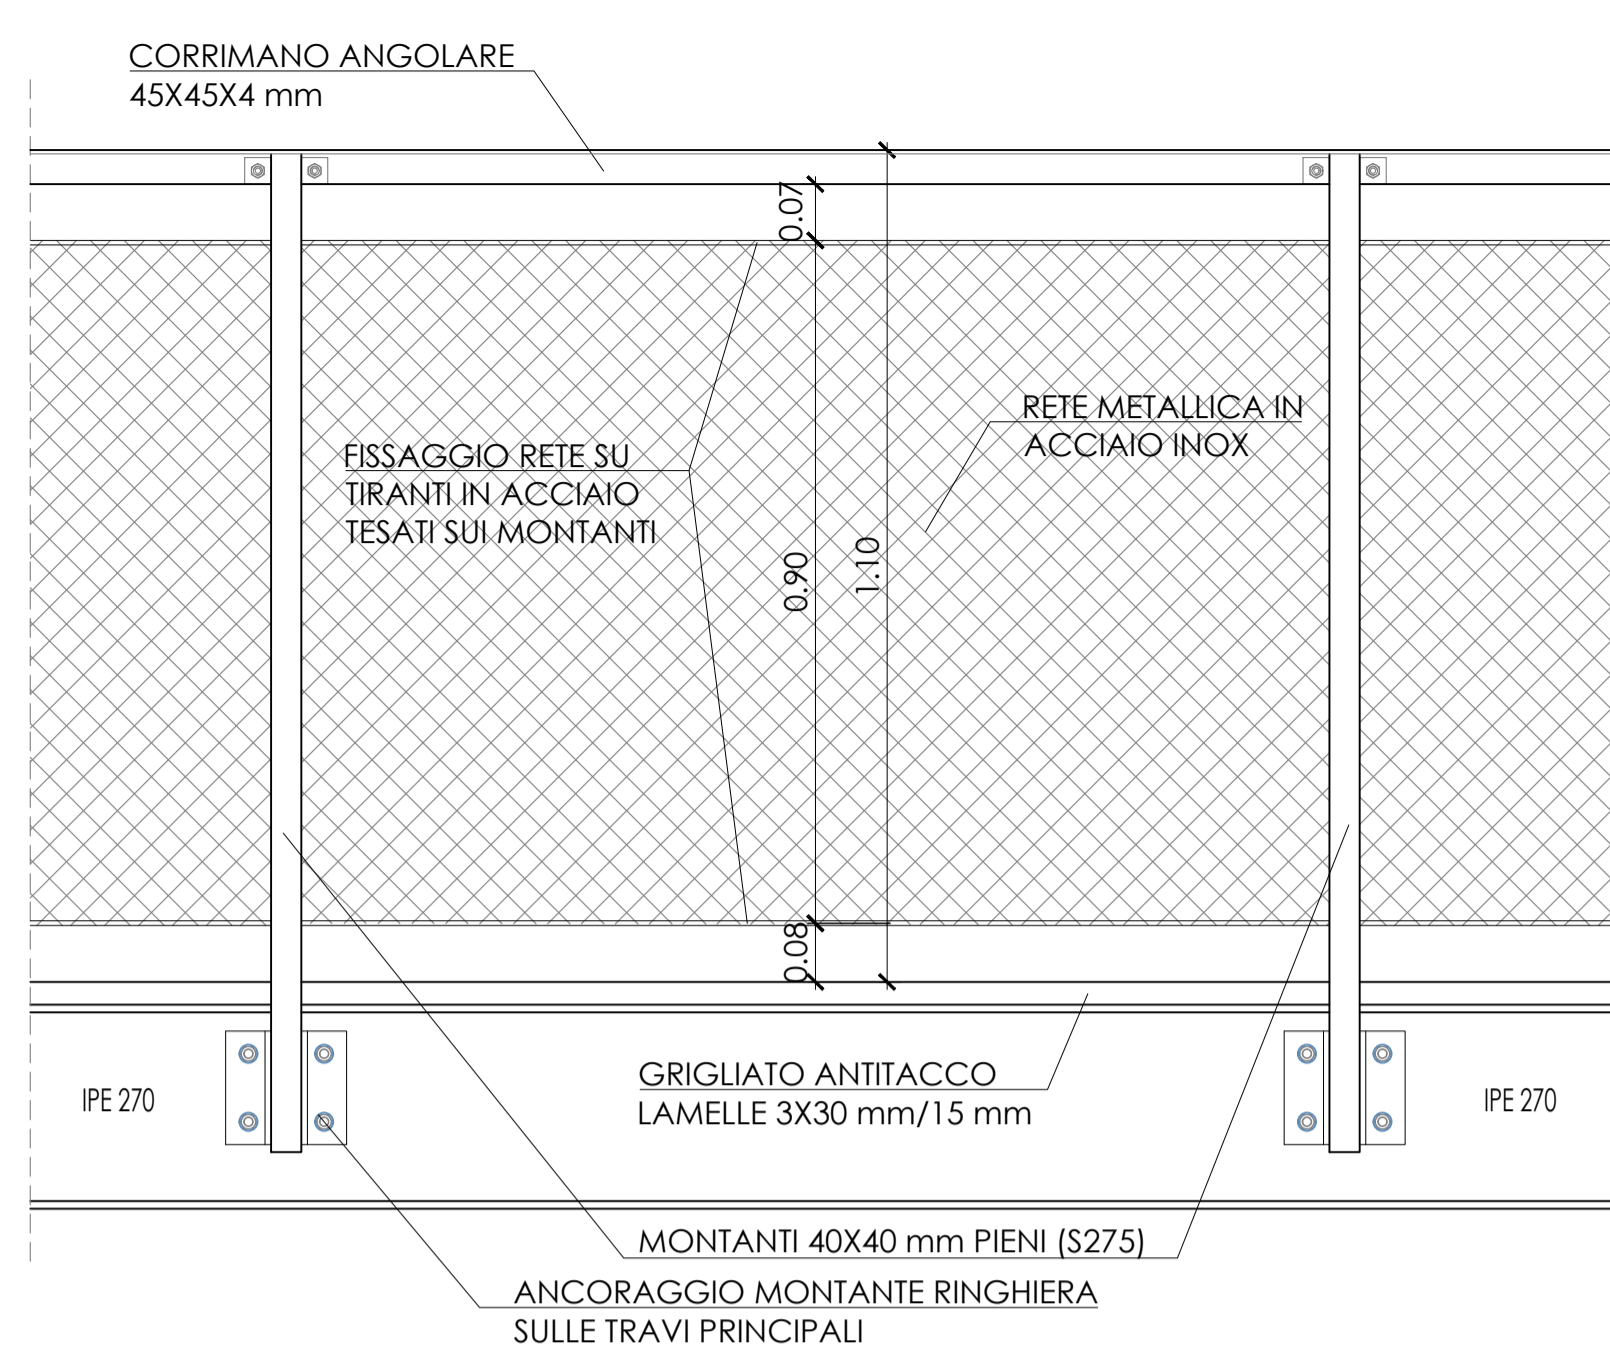 CORRIMANO ANGOLARE
45X45X4 mm
0.07
RETE METALLICA IN
ACCIAIO INOX
FISSAGGIO RETE SU
TIRANTI IN ACCIAIO
TESATI SUI MONTANTI
0.90
1.10
0.08
GRIGLIATO ANTITACCO
LAMELLE 3X30 mm/15 mm
IPE 270
IPE 270
MONTANTI 40X40 mm PIENI (S275)
ANCORAGGIO MONTANTE RINGHIERA
SULLE TRAVI PRINCIPALI